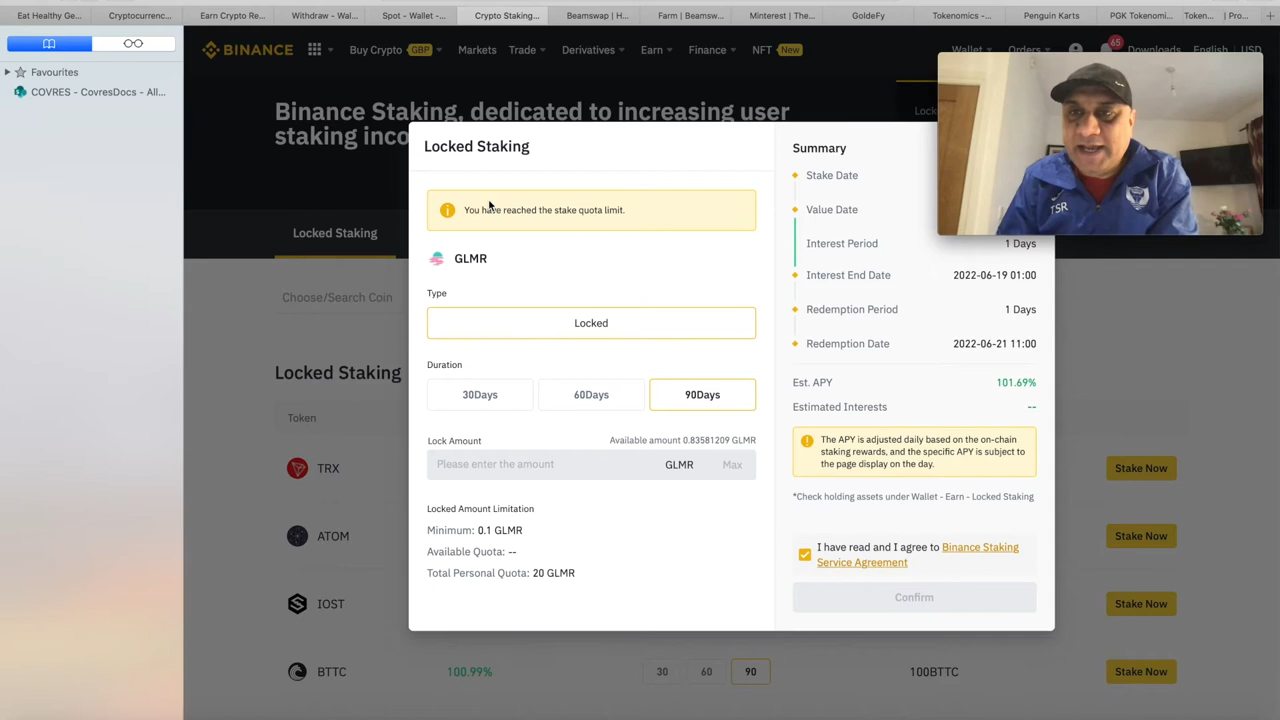 Eat Healthy Ge...
Cryptocurrenc...
Earn Crypto Re...
Withdraw - Wal...
Spot - Wallet -...
Crypto Staking...
Beamswap | H...
Farm | Beamsw...
Minterest | The...
GoldeFy
Tokenomics -...
Penguin Karts
PGK Tokenomi...
Token...
| Pro...
Favourites
COVRES - CovresDocs - All...
BINANCE
Buy Crypto GBP
Markets
Trade
Derivatives
Earn
Finance
NFT New
Wallet
Orders
65
Downloads
English
USD
Binance Staking, dedicated to increasing user
staking inco
Lock
Locked Staking
Choose/Search Coin
Locked Staking
Token
TRX
Stake Now
ATOM
Stake Now
IOST
Stake Now
BTTC
100.99%
30
60
90
100BTTC
Stake Now
Locked Staking
You have reached the stake quota limit.
GLMR
Type
Locked
Duration
30Days
60Days
90Days
Lock Amount
Available amount 0.83581209 GLMR
Please enter the amount
GLMR
Max
Locked Amount Limitation
Minimum: 0.1 GLMR
Available Quota: --
Total Personal Quota: 20 GLMR
Summary
Stake Date
Value Date
Interest Period
1 Days
Interest End Date
2022-06-19 01:00
Redemption Period
1 Days
Redemption Date
2022-06-21 11:00
Est. APY
101.69%
Estimated Interests
--
The APY is adjusted daily based on the on-chain
staking rewards, and the specific APY is subject to
the page display on the day.
*Check holding assets under Wallet - Earn - Locked Staking
I have read and I agree to Binance Staking
Service Agreement
Confirm
TSR